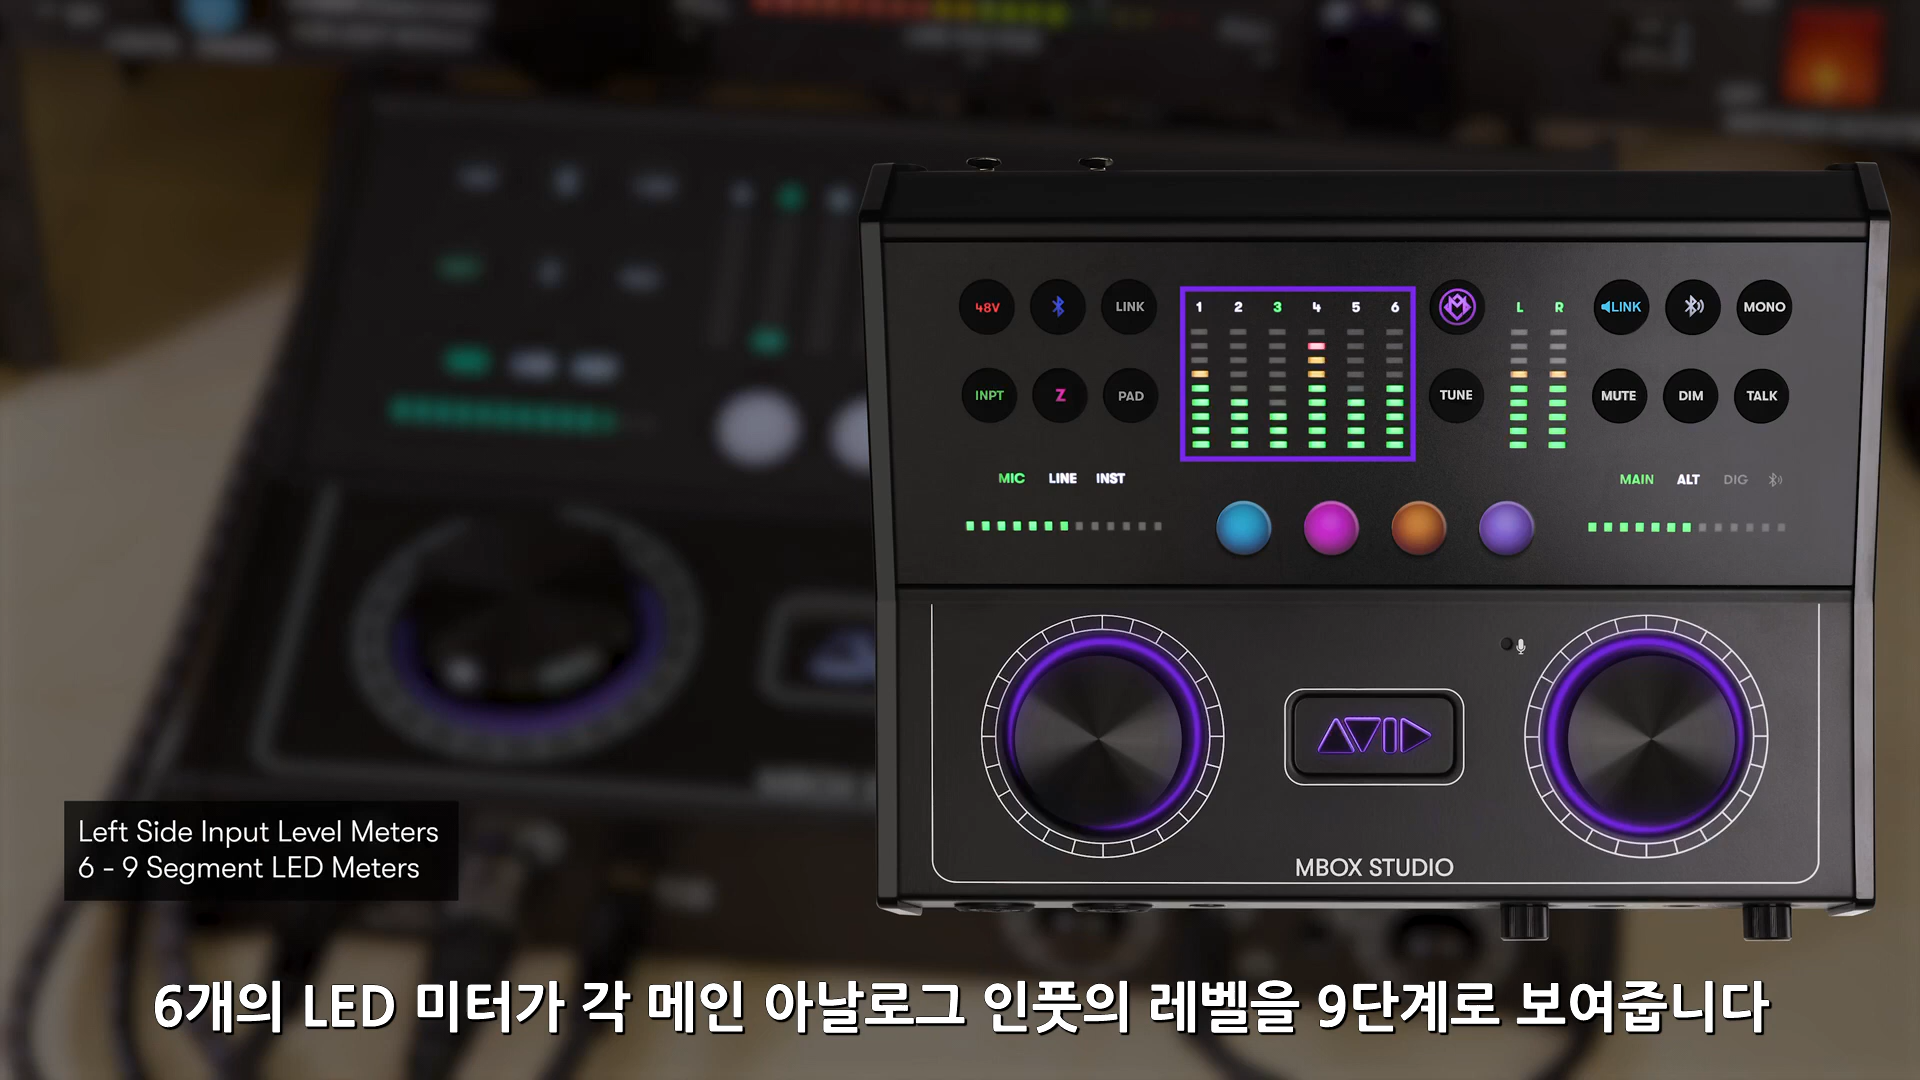 48V
LINK
1 2 3 4 5 6
L R
LINK
MONO
INPT
Z
PAD
TUNE
MUTE
DIM
TALK
MIC LINE INST
MAIN ALT DIG
AVID
MBOX STUDIO
Left Side Input Level Meters
6 - 9 Segment LED Meters
6개의 LED 미터가 각 메인 아날로그 인풋의 레벨을 9단계로 보여줍니다